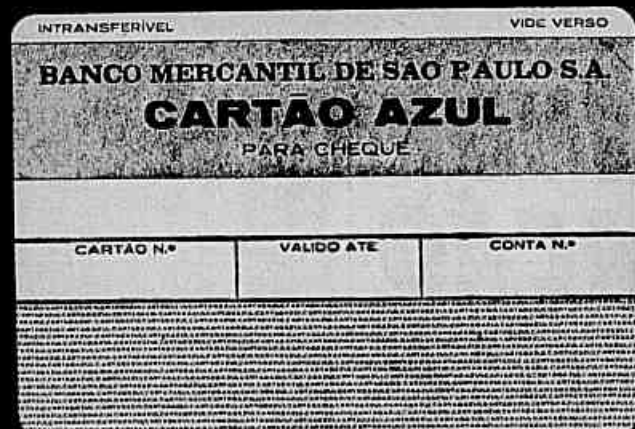 INTRANSFERÍVEL VIDE VERSO
BANCO MERCANTIL DE SAO PAULO S.A.
CARTÃO AZUL
PARA CHEQUE
CARTÃO N.º VALIDO ATE CONTA N.º